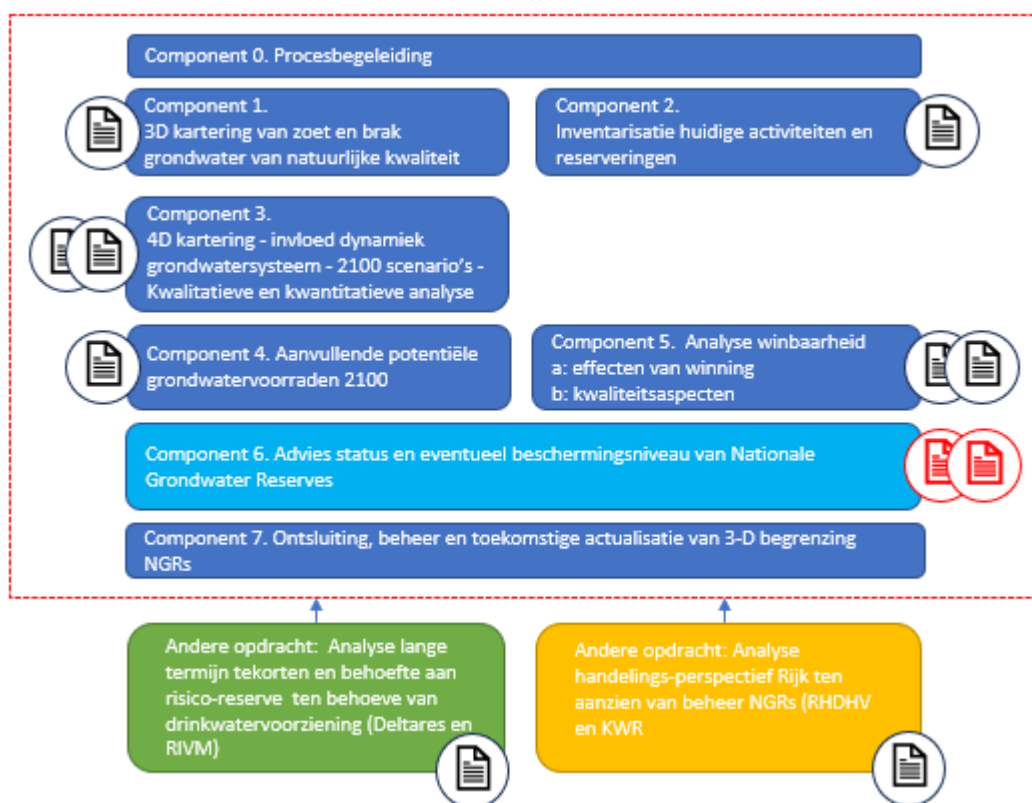 Component 0. Procesbegeleiding
Component 1.
3D kartering van zoet en brak
grondwater van natuurlijke kwaliteit
Component 2.
Inventarisatie huidige activiteiten en
reserveringen
Component 3.
4D kartering - invloed dynamiek
grondwatersysteem - 2100 scenario's -
Kwalitatieve en kwantitatieve analyse
Component 4. Aanvullende potentiële
grondwatervoorraden 2100
Component 5.  Analyse winbaarheid
a: effecten van winning
b: kwaliteitsaspecten
Component 6. Advies status en eventueel beschermingsniveau van Nationale
Grondwater Reserves
Component 7. Ontsluiting, beheer en toekomstige actualisatie van 3-D begrenzing
NGRs
Andere opdracht:  Analyse lange
termijn tekorten en behoefte aan
risico-reserve  ten behoeve van
drinkwatervoorziening (Deltares en
RIVM)
Andere opdracht: Analyse
handelings-perspectief Rijk ten
aanzien van beheer NGRs (RHDHV
en KWR